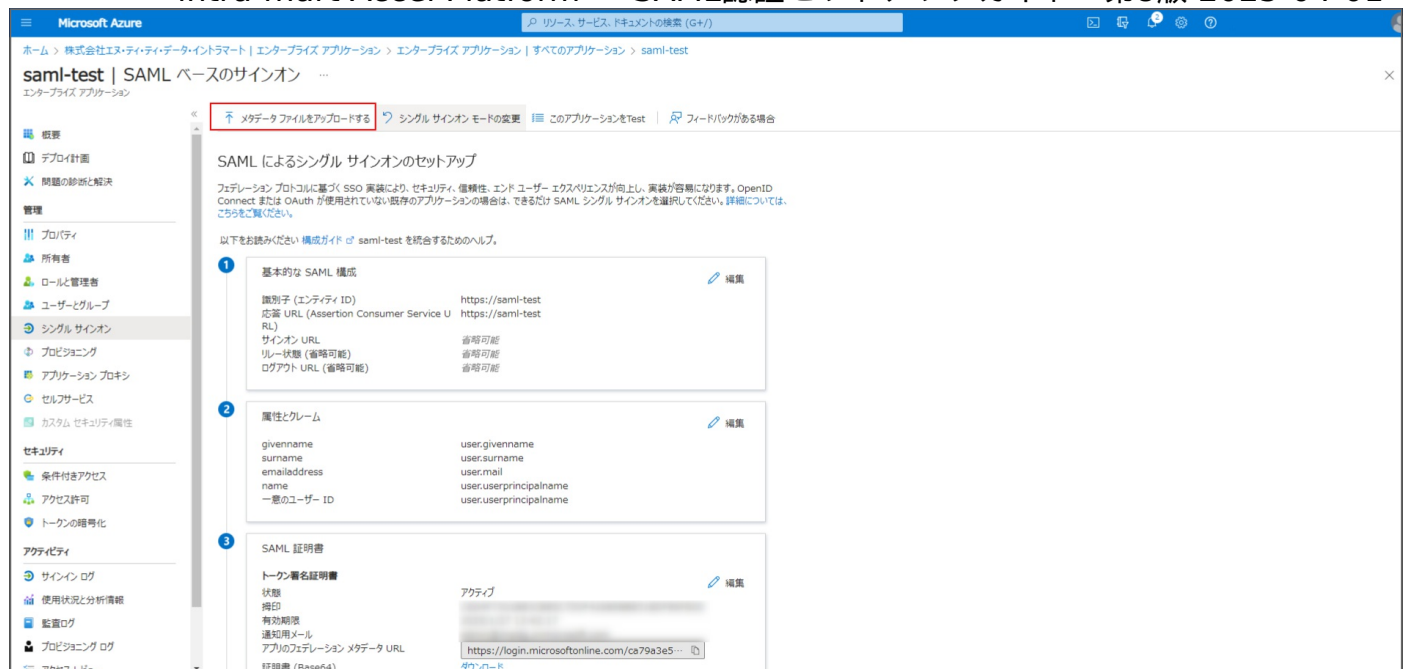 Microsoft Azure
リソース、サービス、ドキュメントの検索 (G+/)
2
ホーム > 株式会社エヌ・ティ・ティ・データ・イントラマート | エンタープライズ アプリケーション > エンタープライズ アプリケーション | すべてのアプリケーション > saml-test
saml-test | SAML ベースのサインオン ...
エンタープライズ アプリケーション
メタデータ ファイルをアップロードする シングル サインオン モードの変更 このアプリケーションをTest フィードバックがある場合
概要
デプロイ計画
問題の診断と解決
管理
プロパティ
所有者
ロールと管理者
ユーザーとグループ
シングル サインオン
プロビジョニング
アプリケーション プロキシ
セルフサービス
カスタム セキュリティ属性
セキュリティ
条件付きアクセス
アクセス許可
トークンの暗号化
アクティビティ
サインイン ログ
使用状況と分析情報
監査ログ
プロビジョニング ログ
SAML によるシングル サインオンのセットアップ
フェデレーション プロトコルに基づく SSO 実装により、セキュリティ、信頼性、エンド ユーザー エクスペリエンスが向上し、実装が容易になります。OpenID
Connect または OAuth が使用されていない既存のアプリケーションの場合は、できるだけ SAML シングル サインオンを選択してください。詳細については、
こちらをご覧ください。
以下をお読みください 構成ガイド saml-test を統合するためのヘルプ。
1
基本的な SAML 構成
編集
識別子 (エンティティ ID) https://saml-test
応答 URL (Assertion Consumer Service U https://saml-test
RL)
サインオン URL 省略可能
リレー状態 (省略可能) 省略可能
ログアウト URL (省略可能) 省略可能
2
属性とクレーム
編集
givenname user.givenname
surname user.surname
emailaddress user.mail
name user.userprincipalname
一意のユーザー ID user.userprincipalname
3
SAML 証明書
トークン署名証明書
編集
状態 アクティブ
拇印
有効期限
通知用メール
アプリのフェデレーション メタデータ URL https://login.microsoftonline.com/ca79a3e5...
証明書 (Base64) ダウンロード